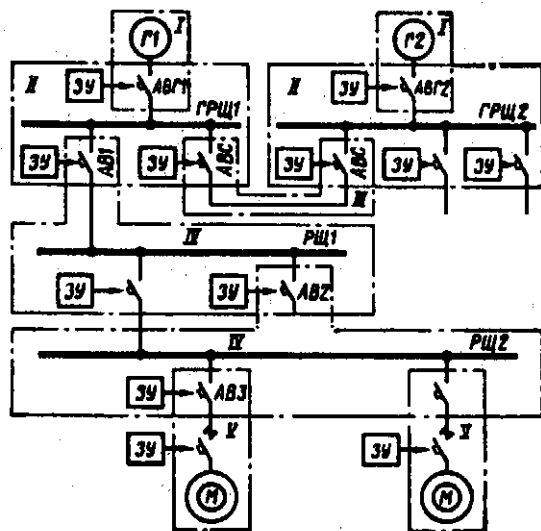 Г1 I
Г2 I
ЗУ АВГ1
ЗУ АВГ2
II
II
ГРЩ1
ГРЩ2
ЗУ АВ1 ЗУ АВС ЗУ АВС ЗУ ЗУ
III
IV РЩ1
ЗУ ЗУ АВ2
IV РЩ2
ЗУ АВ3
V
V
ЗУ
ЗУ
М
М